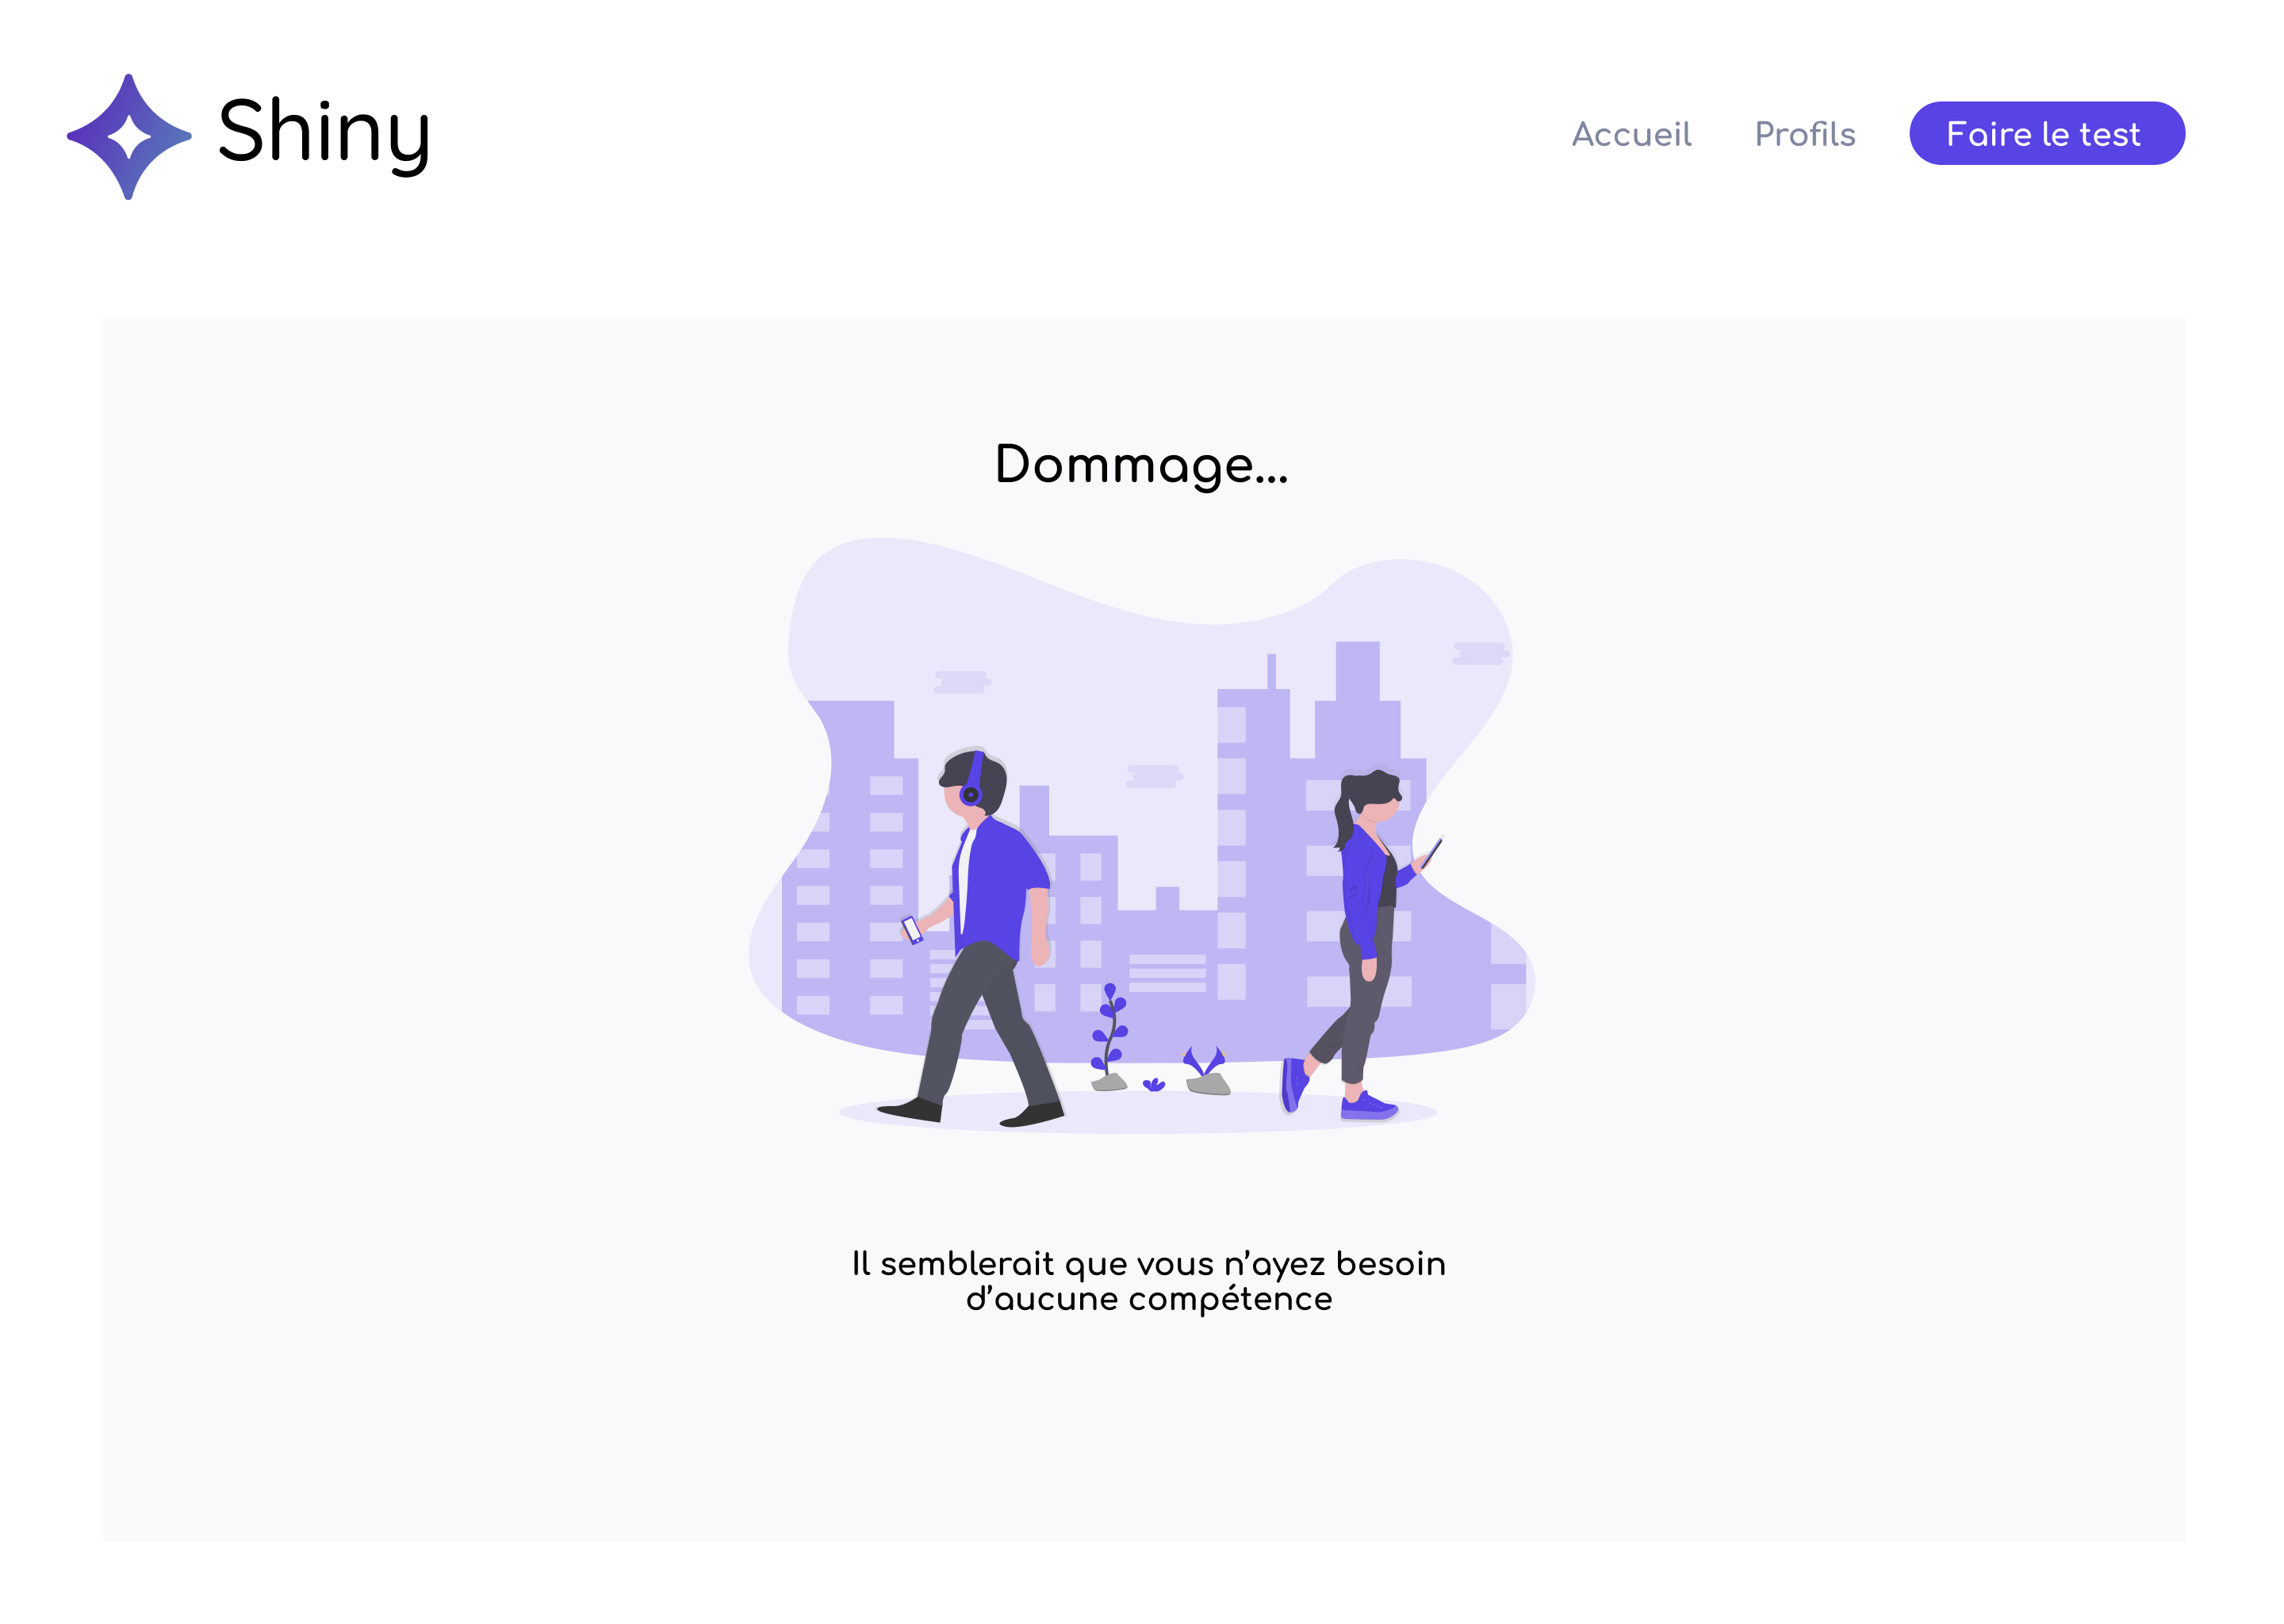 Shiny
Accueil
Profils
Faire le test
Dommage...
Il semblerait que vous n’ayez besoin
d’aucune compétence